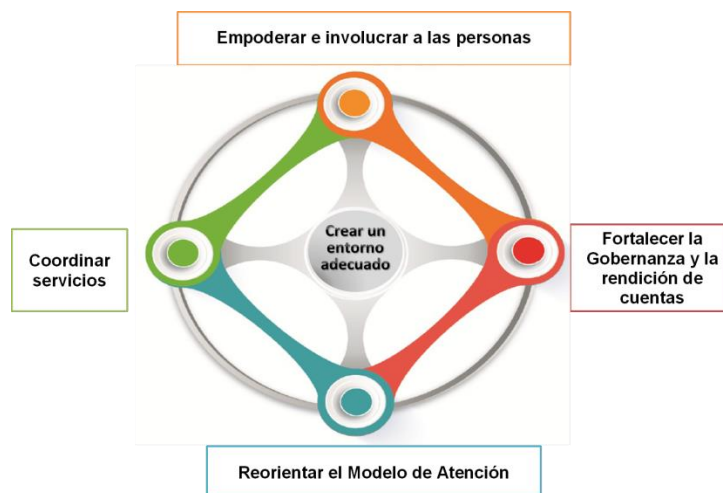 Empoderar e involucrar a las personas
Coordinar
servicios
Crear un
entorno
adecuado
Fortalecer la
Gobernanza y la
rendición de
cuentas
Reorientar el Modelo de Atención